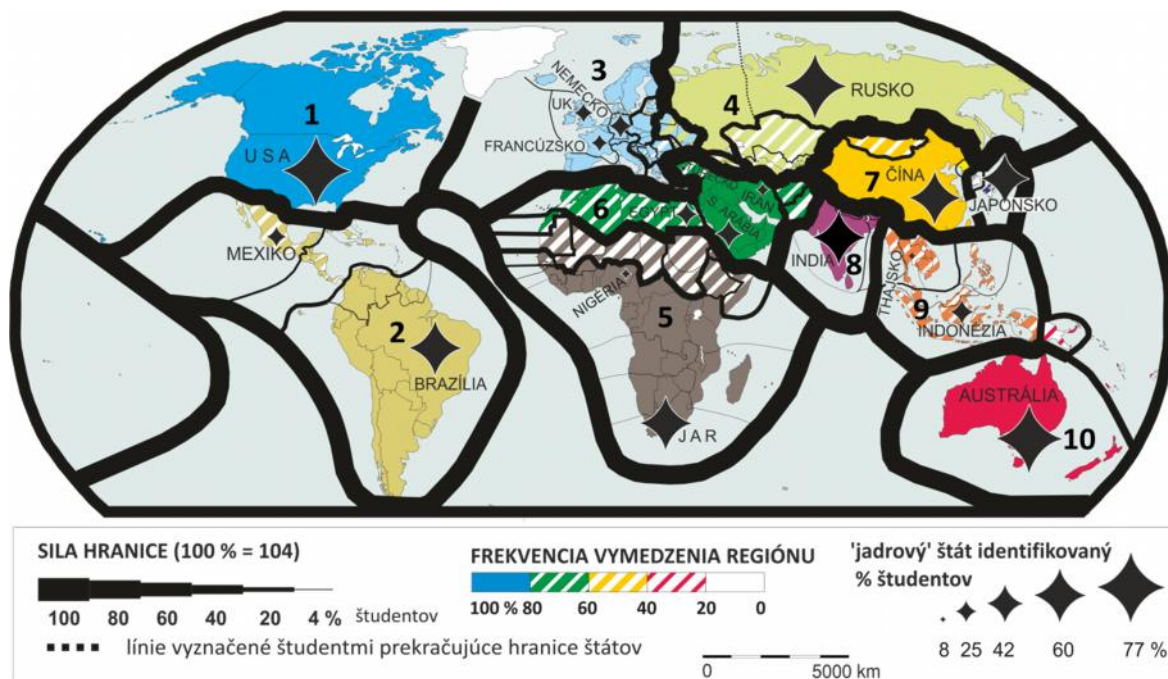 1
U S A
MEXIKO
2
BRAZÍLIA
3
NEMECKO
UK
FRANCÚZSKO
4
RUSKO
5
NIGÉRIA
JAR
6
EGYPT
IRAN
S. ARÁBIA
7
ČÍNA
JAPONSKO
INDIA
8
THAJSKO
9
INDONÉZIA
AUSTRÁLIA
10
SILA HRANICE (100 % = 104)
100 80 60 40 20 4 % študentov
línie vyznačené študentmi prekračujúce hranice štátov
FREKVENCIA VYMEDZENIA REGIÓNU
100 % 80 60 40 20 0
0 5000 km
'jadrový' štát identifikovaný
% študentov
8 25 42 60 77 %